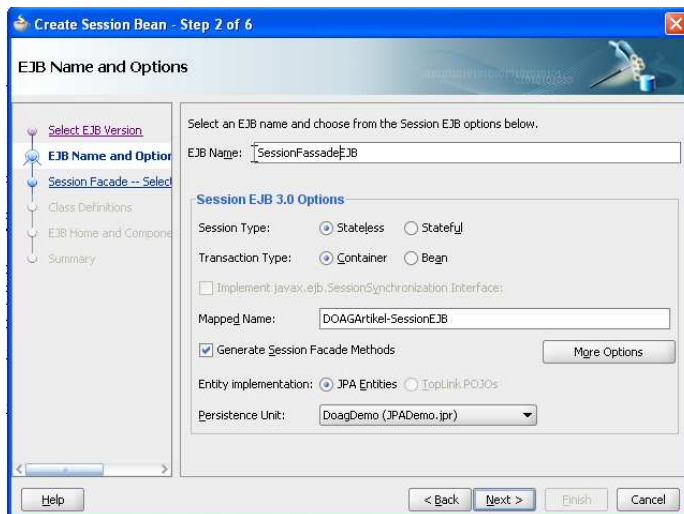 Create Session Bean - Step 2 of 6
EJB Name and Options
Select EJB Version
EJB Name and Option
Session Facade -- Select
Class Definitions
EJB Home and Compone
Summary
Select an EJB name and choose from the Session EJB options below.
EJB Name: SessionFassadeEJB
Session EJB 3.0 Options
Session Type: Stateless Stateful
Transaction Type: Container Bean
Implement javax.ejb.SessionSynchronization Interface:
Mapped Name: DOAGArtikel-SessionEJB
Generate Session Facade Methods More Options
Entity implementation: JPA Entities TopLink POJOs
Persistence Unit: DoagDemo (JPADemo.jpr)
Help < Back Next > Finish Cancel